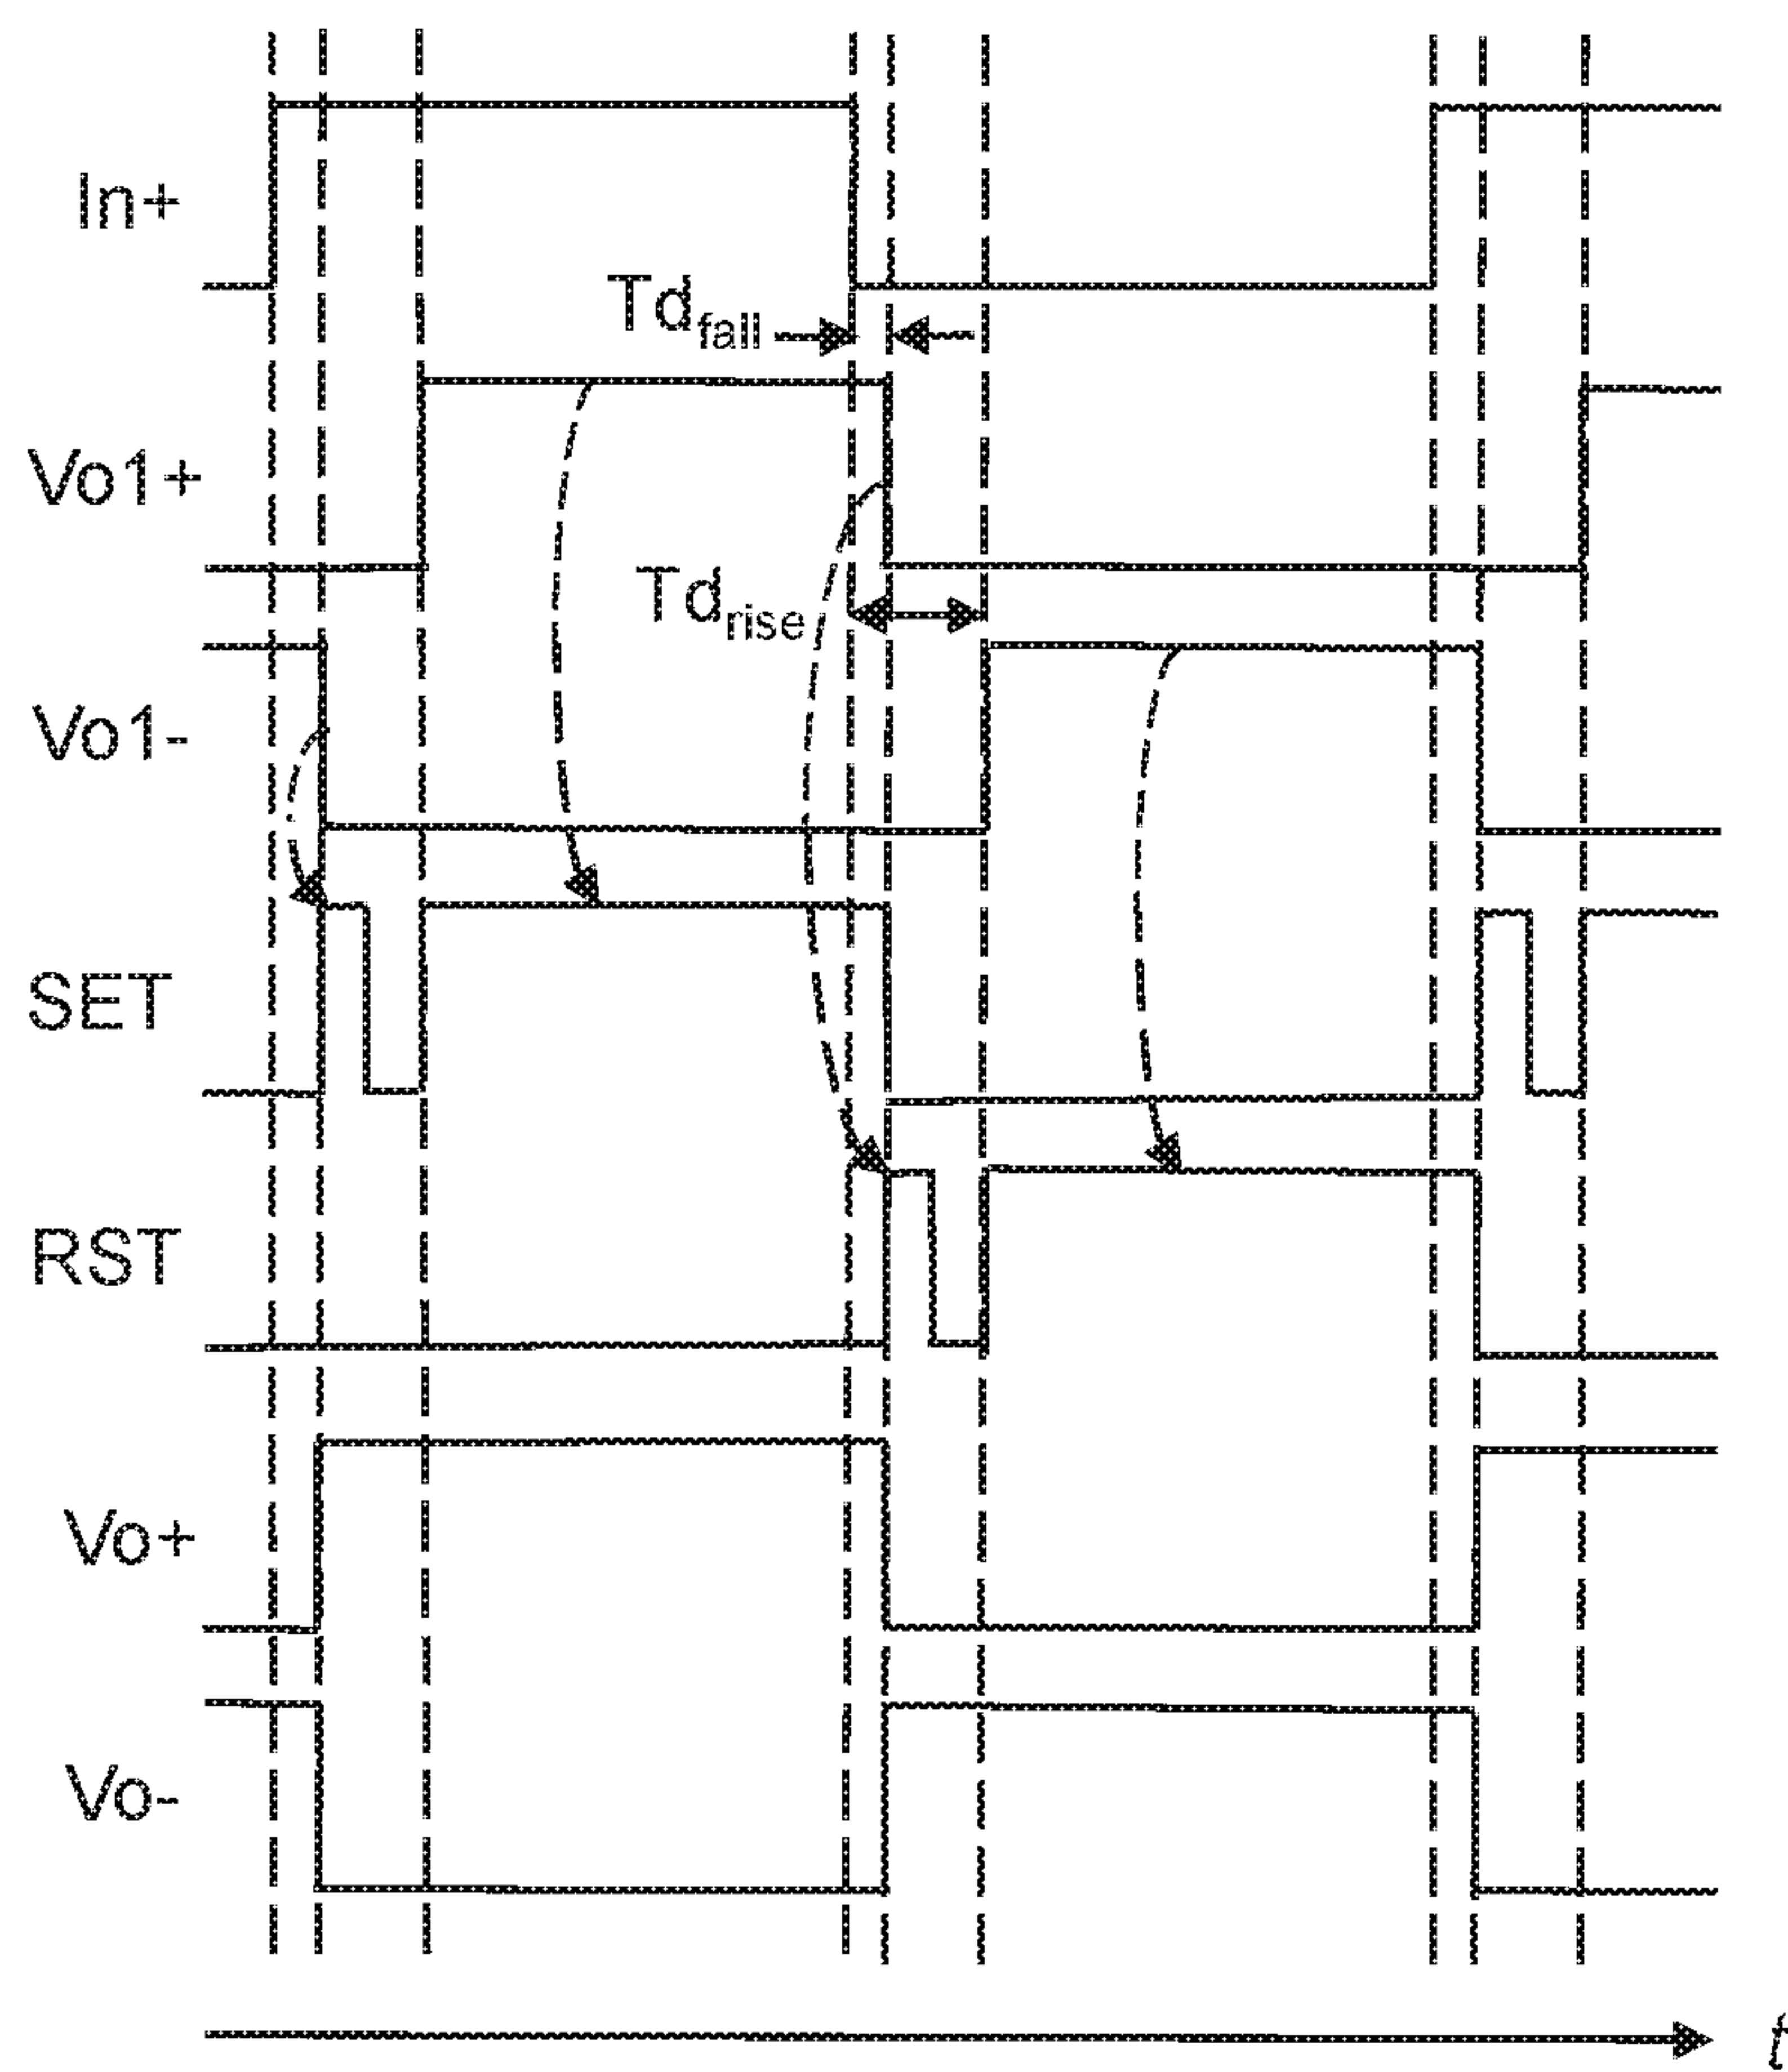 In+
Td_fall
Vo1+
Td_rise
Vo1-
SET
RST
Vo+
Vo-
t